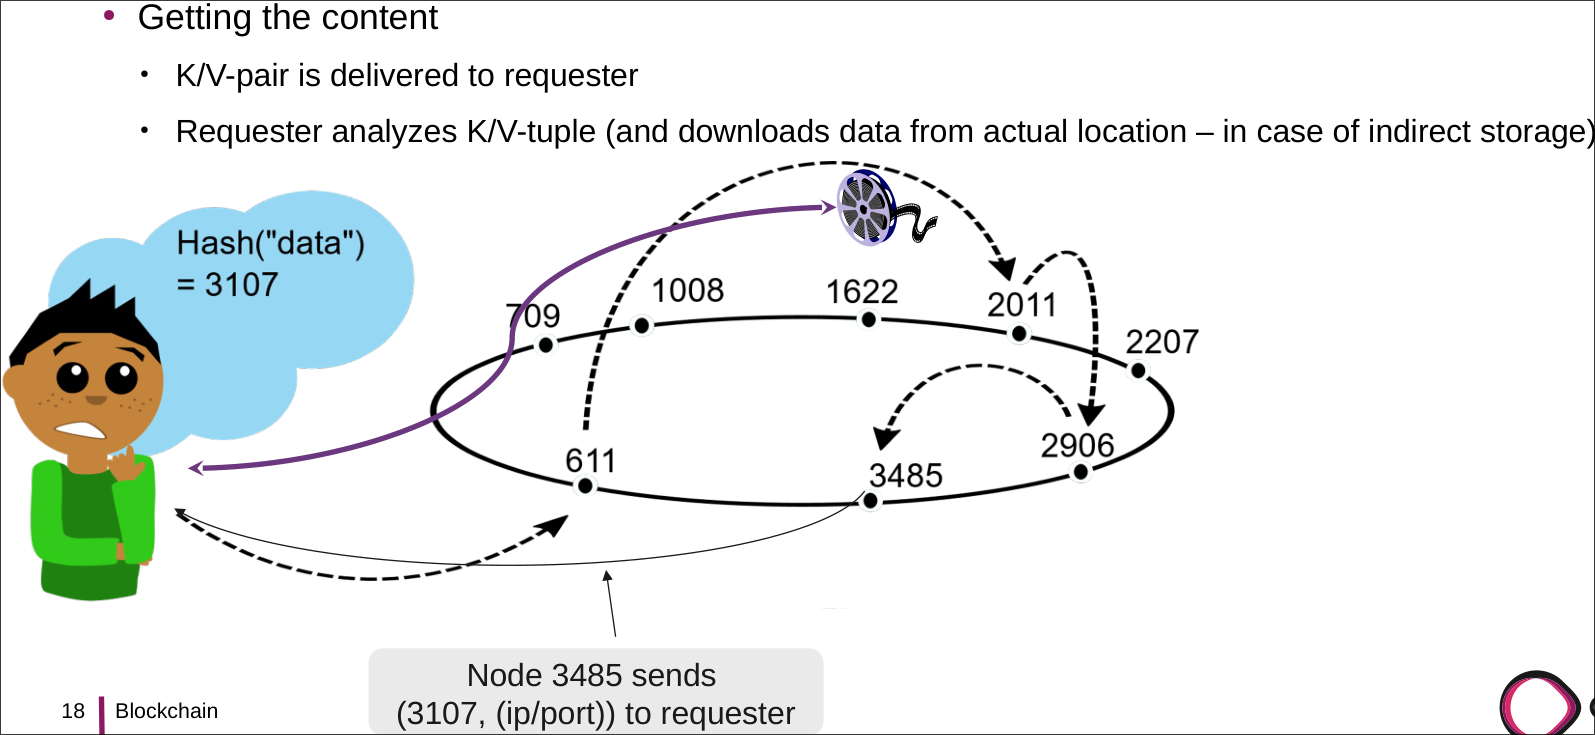 Getting the content
K/V-pair is delivered to requester
Requester analyzes K/V-tuple (and downloads data from actual location – in case of indirect storage)
Hash("data")
= 3107
709
1008
1622
2011
2207
611
3485
2906
Node 3485 sends
(3107, (ip/port)) to requester
18
Blockchain